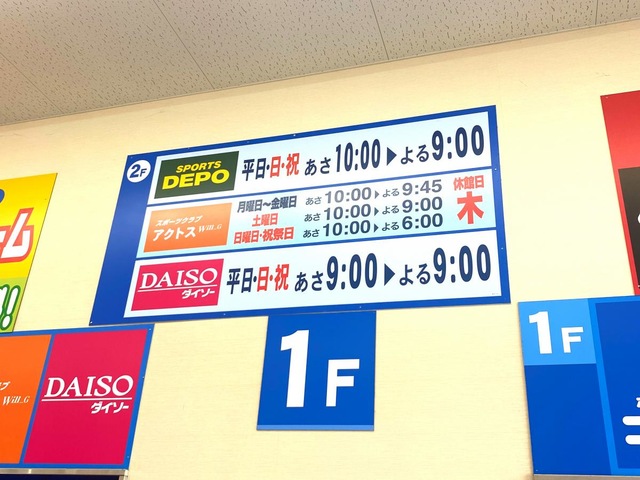 2F
SPORTS
DEPO
平日・日・祝 あさ10:00▶よる9:00
スポーツクラブ
アクトス Will_G
月曜日~金曜日 あさ10:00▶よる9:45
土曜日 あさ10:00▶よる9:00
日曜日・祝祭日 あさ10:00▶よる6:00
休館日
木
DAISO
ダイソー
平日・日・祝 あさ9:00▶よる9:00
1F
1F
Will_G
DAISO
ダイソー